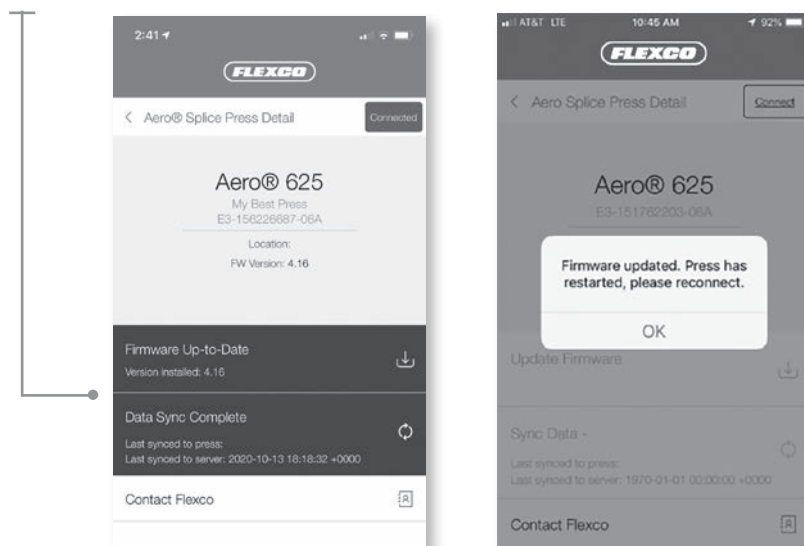 2:41
FLEXCO
Aero® Splice Press Detail
Connected
Aero® 625
My Best Press
E3-156226687-06A
Location:
FW Version: 4.16
Firmware Up-to-Date
Version installed: 4.16
Data Sync Complete
Last synced to press:
Last synced to server: 2020-10-13 18:18:32 +0000
Contact Flexco
AT&T LTE 10:45 AM 92%
FLEXCO
Aero Splice Press Detail
Connect
Aero® 625
E3-151762203-06A
Firmware updated. Press has
restarted, please reconnect.
OK
Update Firmware
Sync Data -
Last synced to press:
Last synced to server: 1970-01-01 00:00:00 +0000
Contact Flexco